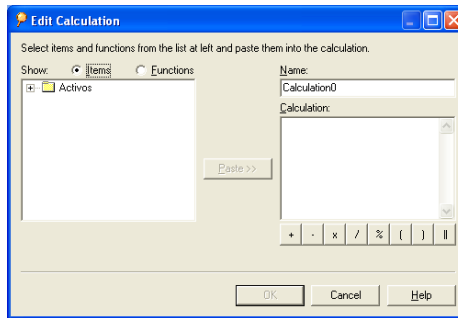 Edit Calculation
Select items and functions from the list at left and paste them into the calculation.
Show: Items Functions
Name:
Activos
Calculation0
Calculation:
Paste >>
+ - x / % ( ) ||
OK Cancel Help